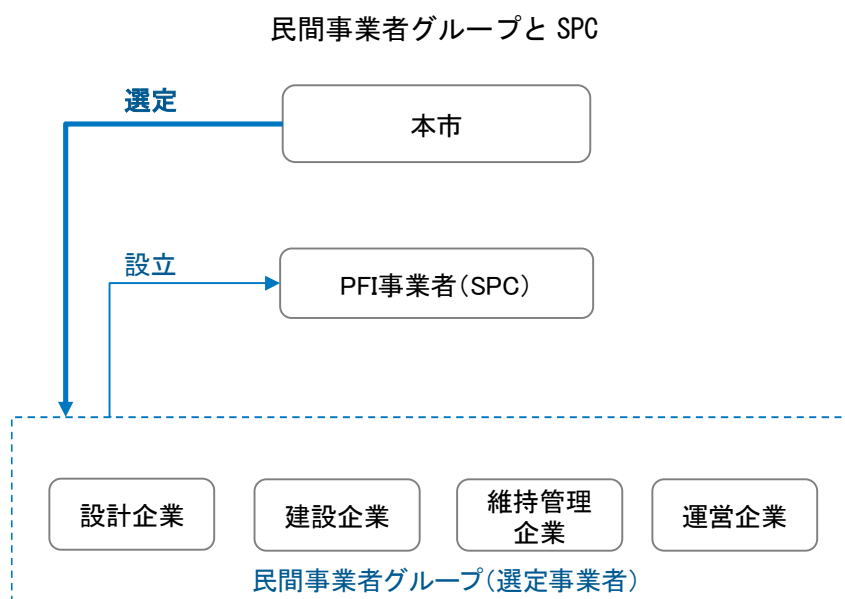 民間事業者グループと SPC
選定
本市
設立
PFI事業者(SPC)
設計企業
建設企業
維持管理
企業
運営企業
民間事業者グループ(選定事業者)